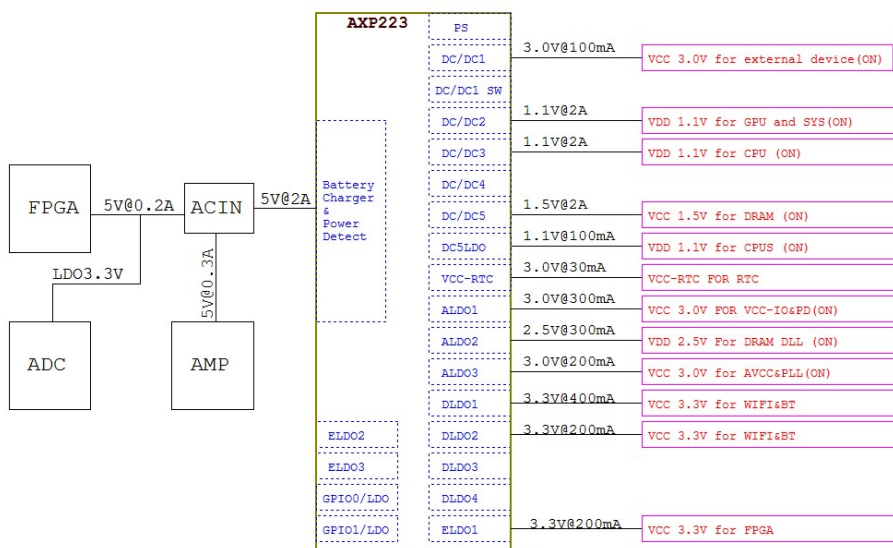 AXP223
PS
DC/DC1
3.0V@100mA
VCC 3.0V for external device(ON)
DC/DC1 SW
DC/DC2
1.1V@2A
VDD 1.1V for GPU and SYS(ON)
DC/DC3
1.1V@2A
VDD 1.1V for CPU (ON)
DC/DC4
DC/DC5
1.5V@2A
VCC 1.5V for DRAM (ON)
DC5LDO
1.1V@100mA
VDD 1.1V for CPUS (ON)
VCC-RTC
3.0V@30mA
VCC-RTC FOR RTC
ALDO1
3.0V@300mA
VCC 3.0V FOR VCC-IO&PD(ON)
ALDO2
2.5V@300mA
VDD 2.5V For DRAM DLL (ON)
ALDO3
3.0V@200mA
VCC 3.0V for AVCC&PLL(ON)
DLDO1
3.3V@400mA
VCC 3.3V for WIFI&BT
DLDO2
3.3V@200mA
VCC 3.3V for WIFI&BT
DLDO3
DLDO4
ELDO1
3.3V@200mA
VCC 3.3V for FPGA
Battery
Charger
&
Power
Detect
ELDO2
ELDO3
GPIO0/LDO
GPIO1/LDO
FPGA
5V@0.2A
ACIN
5V@2A
LDO3.3V
5V@0.3A
ADC
AMP